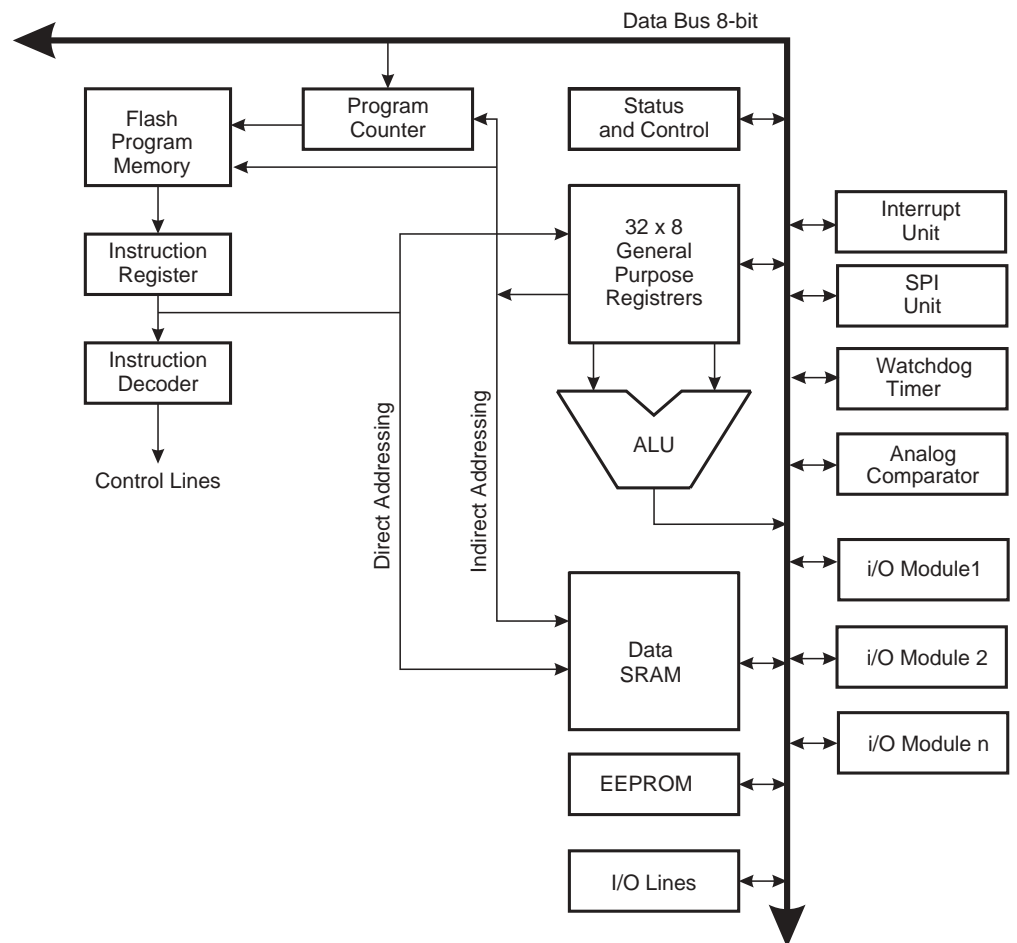 Data Bus 8-bit
Flash
Program
Memory
Program
Counter
Status
and Control
Instruction
Register
32 x 8
General
Purpose
Registrers
Interrupt
Unit
SPI
Unit
Instruction
Decoder
Watchdog
Timer
ALU
Analog
Comparator
Control Lines
Direct Addressing
Indirect Addressing
i/O Module1
Data
SRAM
i/O Module 2
i/O Module n
EEPROM
I/O Lines